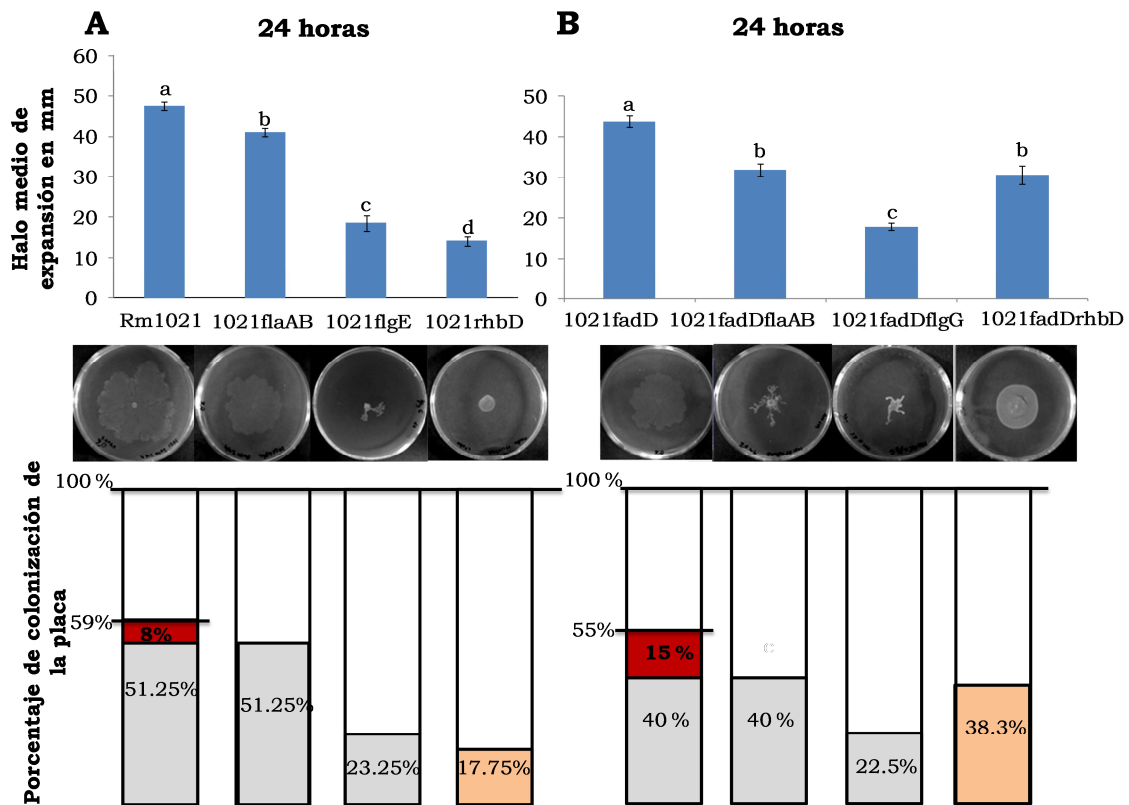 A
24 horas
B
24 horas
Halo medio de
expansión en mm
60
50
40
30
20
10
0
a
b
c
d
Rm1021
1021flaAB
1021flgE
1021rhbD
50
40
30
20
10
0
a
b
c
b
1021fadD
1021fadDflaAB
1021fadDflgG
1021fadDrhbD
Porcentaje de colonización de
la placa
100 %
59%
8%
51.25%
51.25%
23.25%
17.75%
100 %
55%
15 %
40 %
c
40 %
22.5%
38.3%